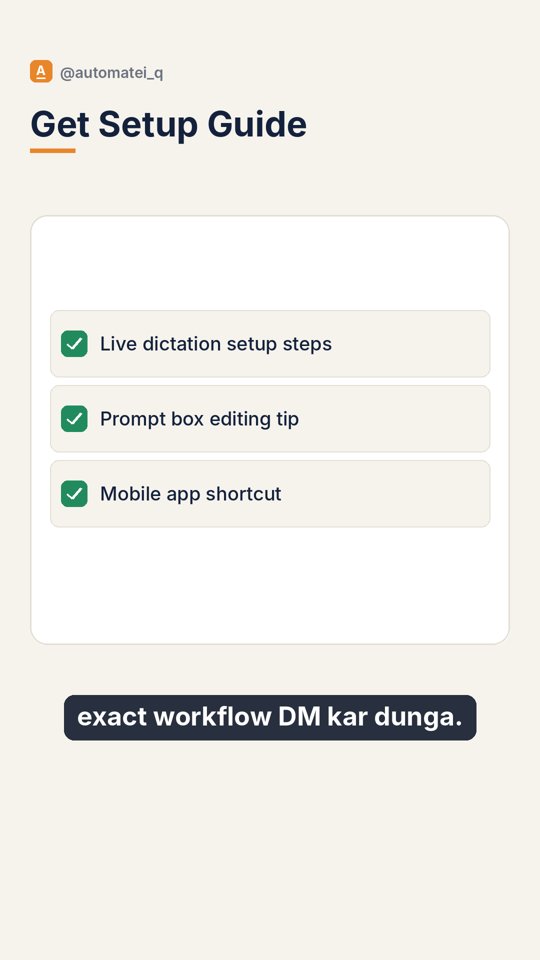 A
@automatei_q
Get Setup Guide
Live dictation setup steps
Prompt box editing tip
Mobile app shortcut
exact workflow DM kar dunga.